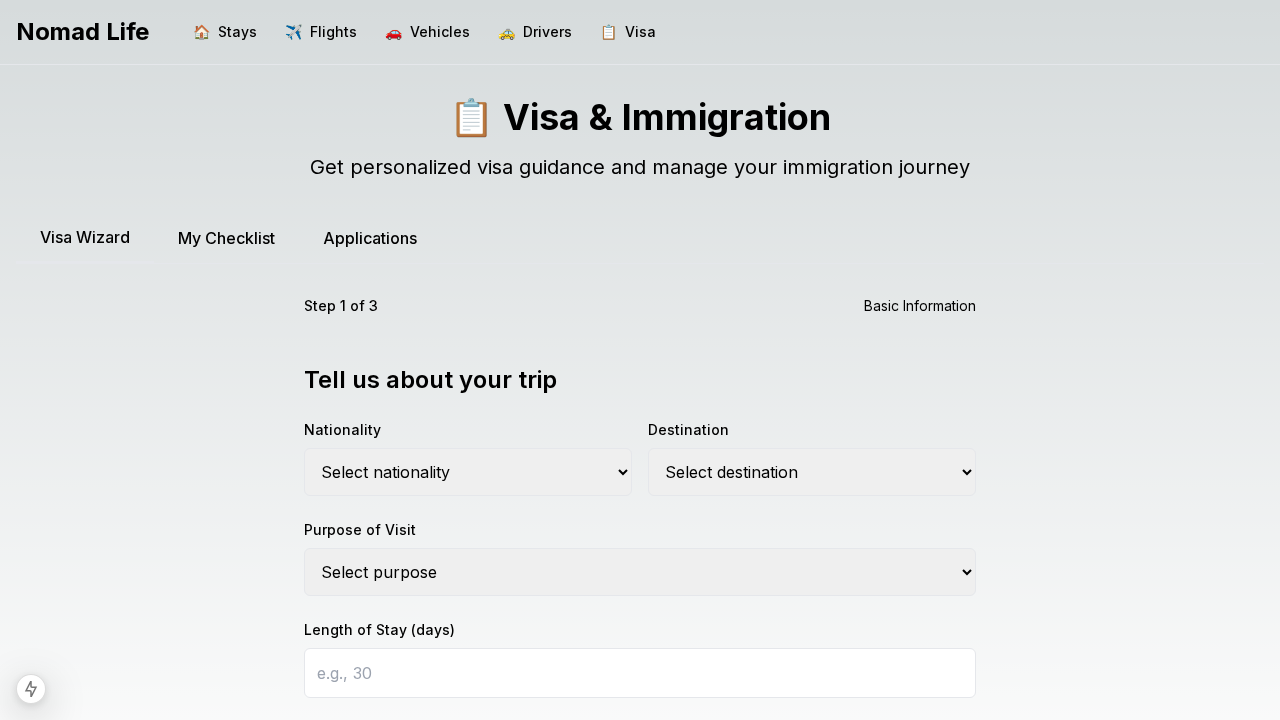 Nomad Life
🏠 Stays
✈️ Flights
🚗 Vehicles
🚕 Drivers
📋 Visa
📋 Visa & Immigration
Get personalized visa guidance and manage your immigration journey
Visa Wizard
My Checklist
Applications
Step 1 of 3
Basic Information
Tell us about your trip
Nationality
Destination
Select nationality
Select destination
Purpose of Visit
Select purpose
Length of Stay (days)
e.g., 30